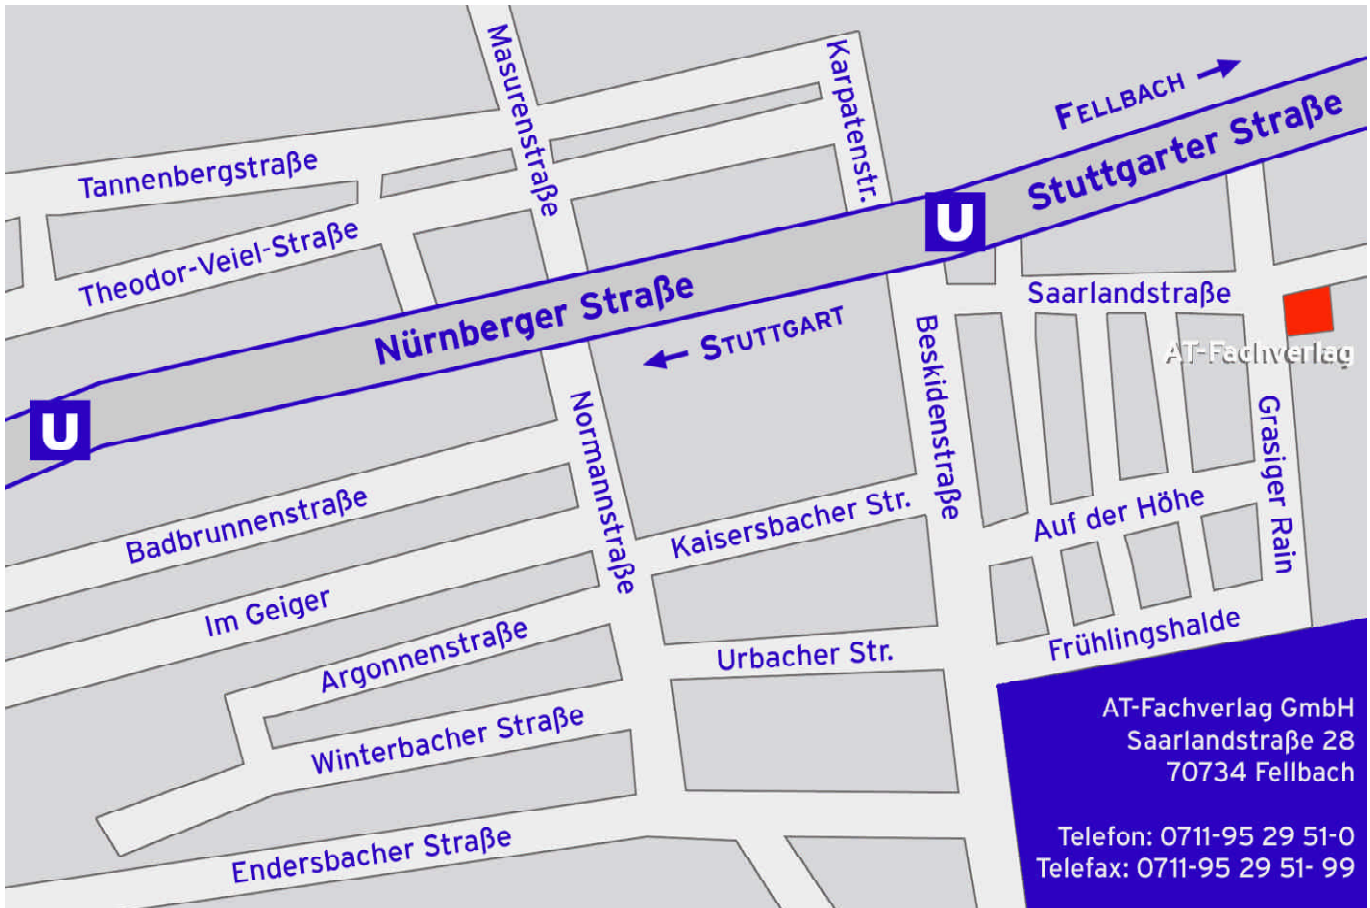 Masurenstraße
Karpatenstr.
FELLBACH
Stuttgarter Straße
Tannenbergstraße
U
Theodor-Veiel-Straße
Nürnberger Straße
Saarlandstraße
STUTTGART
Beskidenstraße
AT-Fachverlag
U
Normannstraße
Grasiger Rain
Badbrunnenstraße
Kaisersbacher Str.
Auf der Höhe
Im Geiger
Argonnenstraße
Urbacher Str.
Frühlingshalde
Winterbacher Straße
Endersbacher Straße
AT-Fachverlag GmbH
Saarlandstraße 28
70734 Fellbach
Telefon: 0711-95 29 51-0
Telefax: 0711-95 29 51- 99